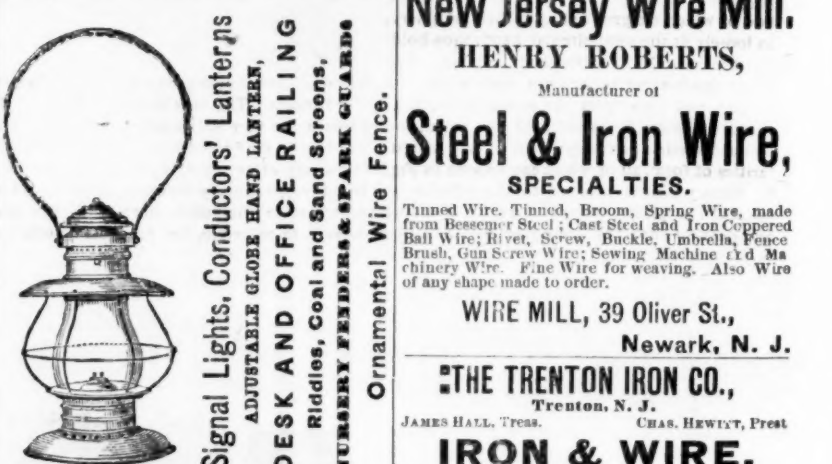 Signal Lights, Conductors' Lanterns
ADJUSTABLE GLOBE HAND LANTERN,
DESK AND OFFICE RAILING
Riddles, Coal and Sand Screens,
NURSERY FENDERS & SPARK GUARDS
Ornamental Wire Fence.
New Jersey Wire Mill.
HENRY ROBERTS,
Manufacturer of
Steel & Iron Wire,
SPECIALTIES.
Tinned Wire. Tinned, Broom, Spring Wire, made
from Bessemer Steel; Cast Steel and Iron Coppered
Ball Wire; Rivet, Screw, Buckle, Umbrella, Fence
Brush, Gun Screw Wire; Sewing Machine and Ma
chinery Wire. Fine Wire for weaving. Also Wire
of any shape made to order.
WIRE MILL, 39 Oliver St.,
Newark, N. J.
THE TRENTON IRON CO.,
Trenton, N. J.
JAMES HALL, Treas. CHAS. HEWITT, Prest
IRON & WIRE.